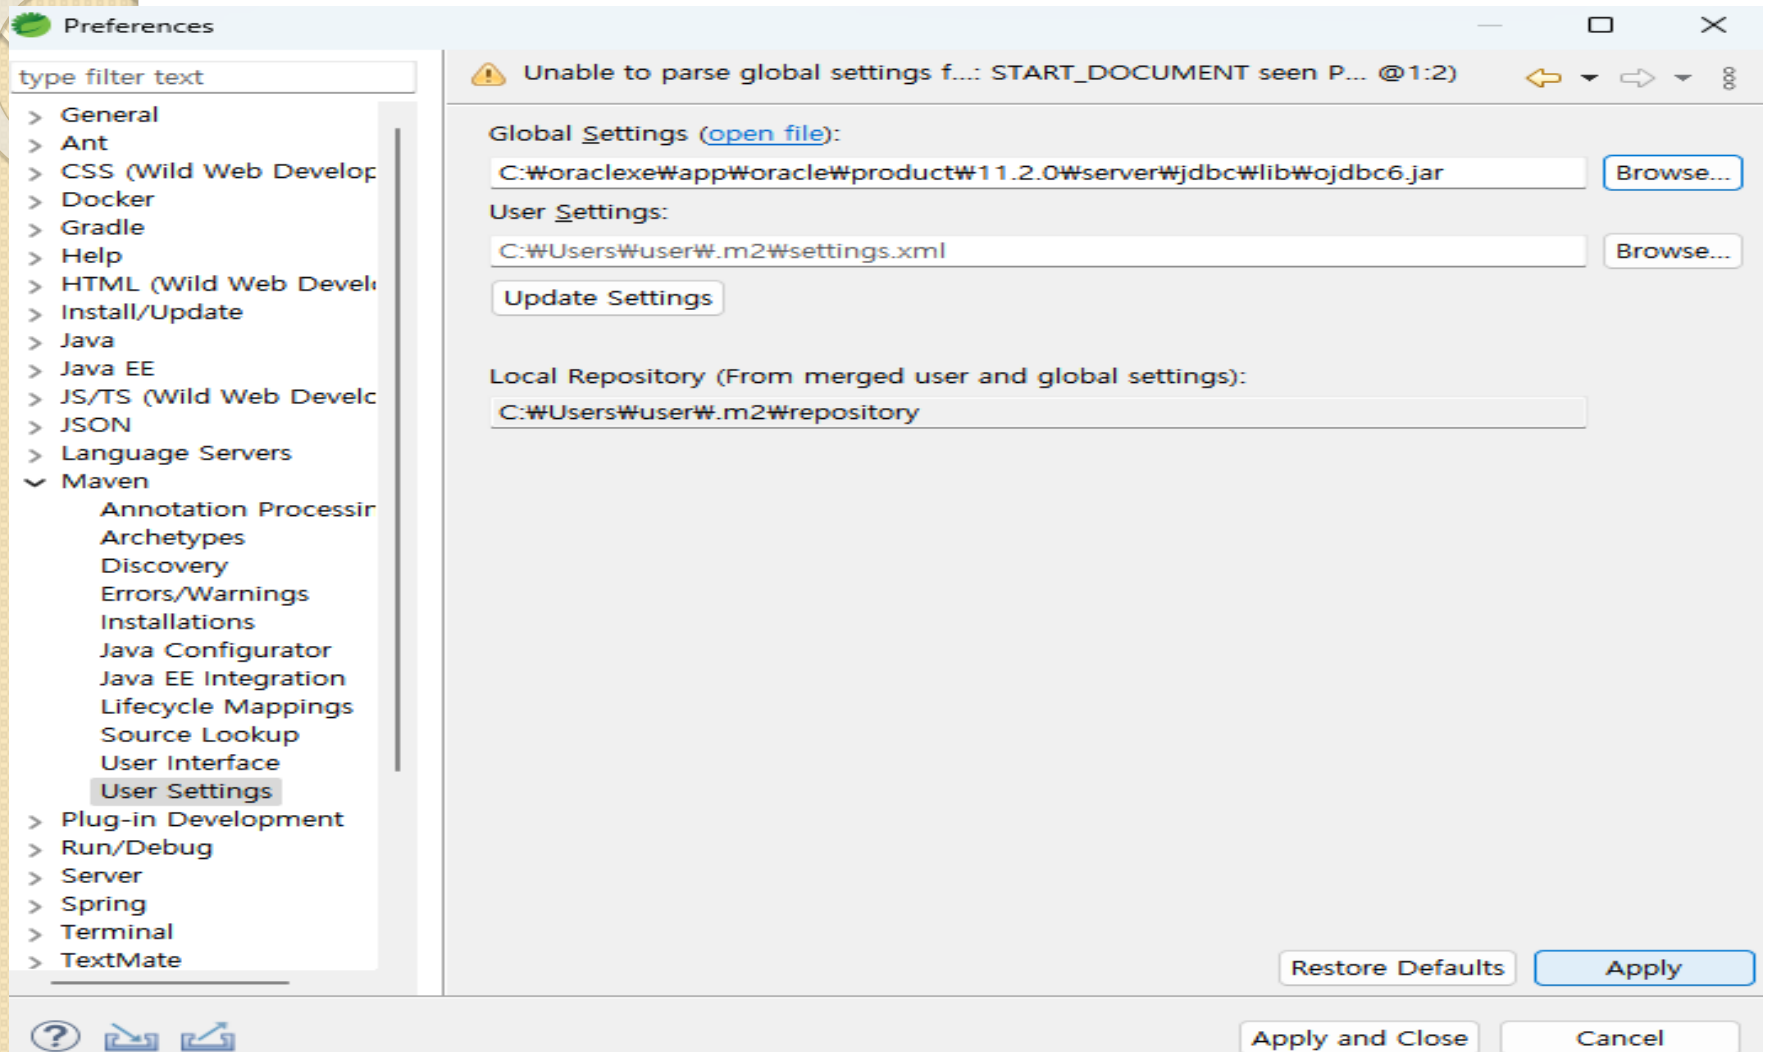 Preferences
type filter text
General
Ant
CSS (Wild Web Develop
Docker
Gradle
Help
HTML (Wild Web Devel
Install/Update
Java
Java EE
JS/TS (Wild Web Develc
JSON
Language Servers
Maven
Annotation Processir
Archetypes
Discovery
Errors/Warnings
Installations
Java Configurator
Java EE Integration
Lifecycle Mappings
Source Lookup
User Interface
User Settings
Plug-in Development
Run/Debug
Server
Spring
Terminal
TextMate
Unable to parse global settings f...: START_DOCUMENT seen P... @1:2)
Global Settings (open file):
C:₩oraclexe₩app₩oracle₩product₩11.2.0₩server₩jdbc₩lib₩ojdbc6.jar Browse...
User Settings:
C:₩Users₩user₩.m2₩settings.xml Browse...
Update Settings
Local Repository (From merged user and global settings):
C:₩Users₩user₩.m2₩repository
Restore Defaults Apply
Apply and Close Cancel